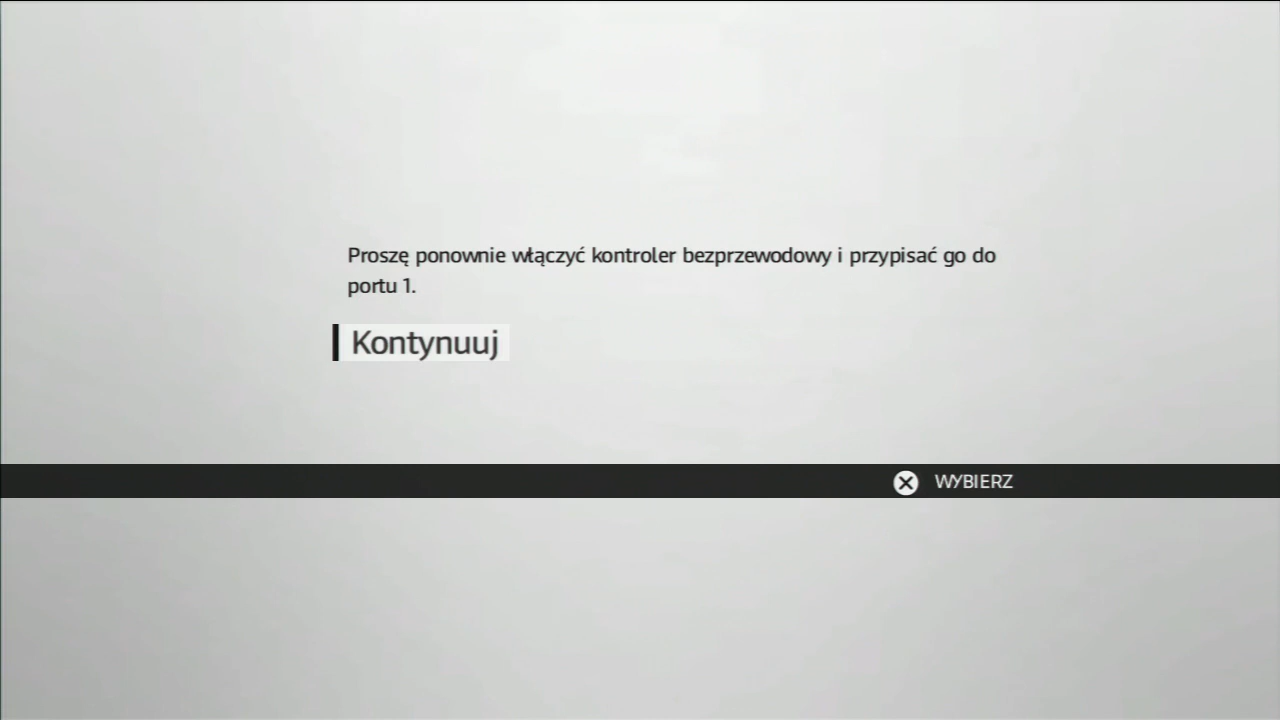 Proszę ponownie włączyć kontroler bezprzewodowy i przypisać go do
portu 1.
Kontynuuj
WYBIERZ